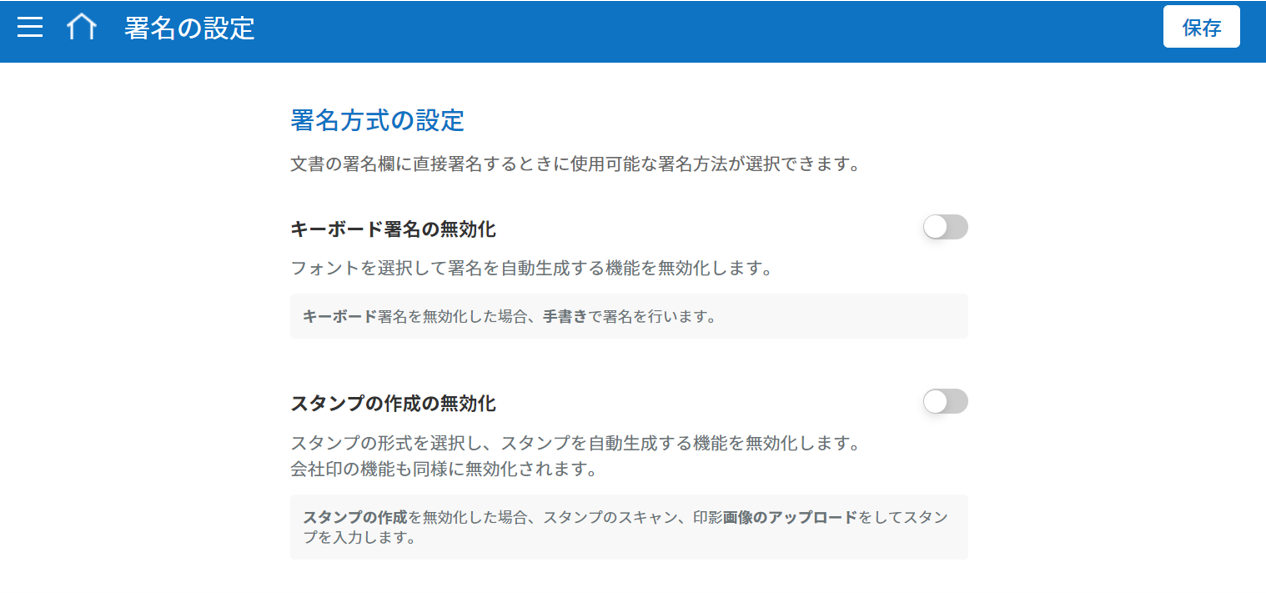 署名の設定
保存
署名方式の設定
文書の署名欄に直接署名するときに使用可能な署名方法が選択できます。
キーボード署名の無効化
フォントを選択して署名を自動生成する機能を無効化します。
キーボード署名を無効化した場合、手書きで署名を行います。
スタンプの作成の無効化
スタンプの形式を選択し、スタンプを自動生成する機能を無効化します。
会社印の機能も同様に無効化されます。
スタンプの作成を無効化した場合、スタンプのスキャン、印影画像のアップロードをしてスタン
プを入力します。